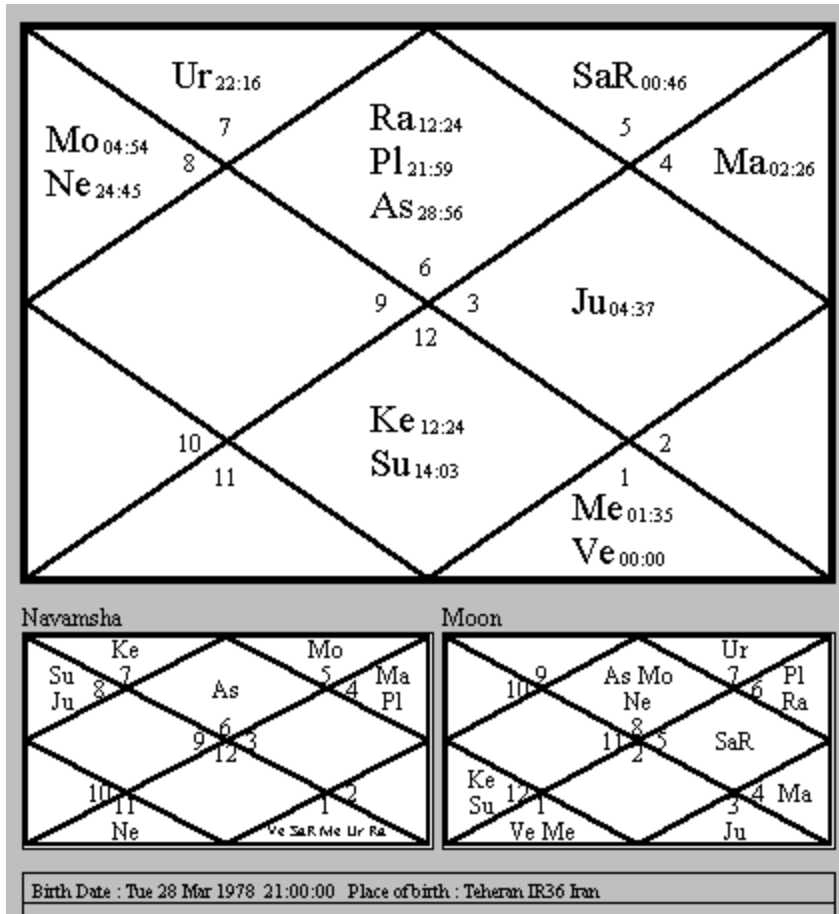 Ur 22:16
SaR 00:46
Ra 12:24
Pl 21:59
As 28:56
7
5
Mo 04:54
Ne 24:45
8
4
Ma 02:26
6
9
3
Ju 04:37
12
Ke 12:24
Su 14:03
10
11
2
1
Me 01:35
Ve 00:00
Navamsha
Ke
Mo
Su
Ju
8
7
As
5
4
Ma
Pl
6
9
3
12
10
11
2
1
Ne
Ve SaR Me Ur Ra
Moon
Ur
9
10
As Mo
Ne
7
6
Pl
Ra
8
11
5
2
SaR
Ke
Su
12
1
4
3
Ma
Ve Me
Ju
Birth Date : Tue 28 Mar 1978 21:00:00 Place of birth : Teheran IR36 Iran